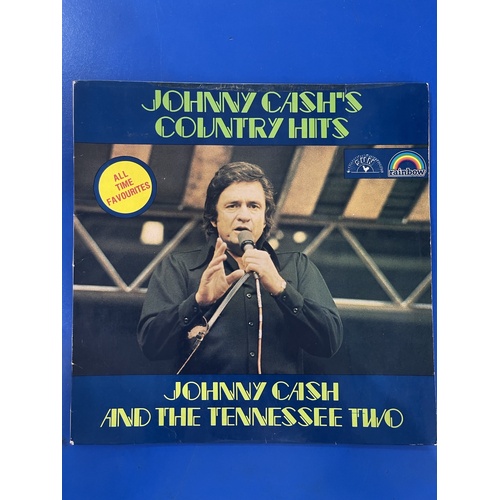 JOHNNY CASH'S
COUNTRY HITS
ALL
TIME
FAVOURITES
rainbow
JOHNNY CASH
AND THE TENNESSEE TWO